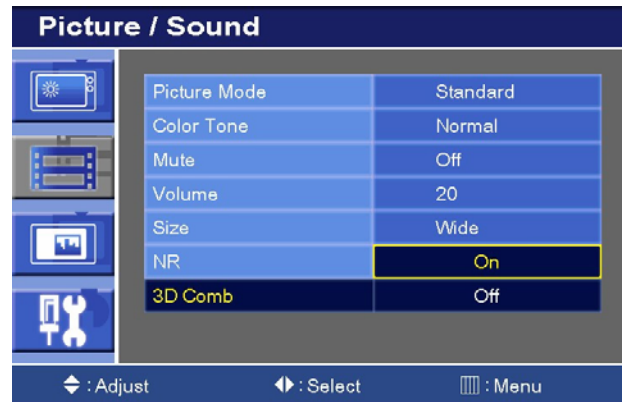 Picture / Sound
Picture Mode Standard
Color Tone Normal
Mute Off
Volume 20
Size Wide
NR On
3D Comb Off
: Adjust : Select : Menu